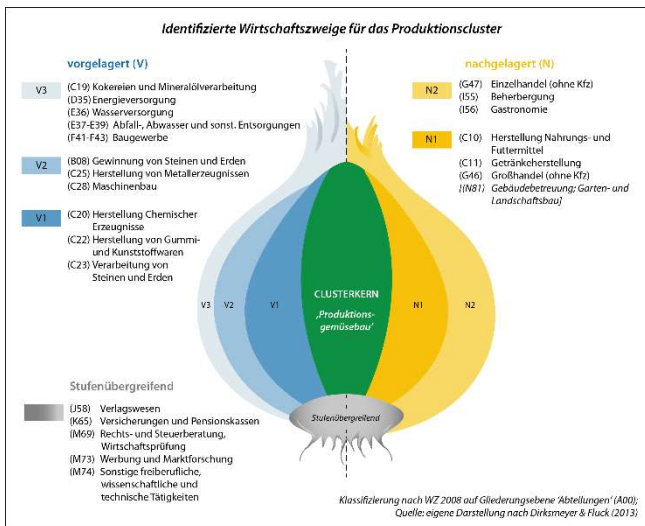 Identifizierte Wirtschaftszweige für das Produktionscluster
vorgelagert (V)
V3
(C19) Kokereien und Mineralölverarbeitung
(D35) Energieversorgung
(E36) Wasserversorgung
(E37-E39) Abfall-, Abwasser und sonst. Entsorgungen
(F41-F43) Baugewerbe
V2
(B08) Gewinnung von Steinen und Erden
(C25) Herstellung von Metallerzeugnissen
(C28) Maschinenbau
V1
(C20) Herstellung Chemischer
Erzeugnisse
(C22) Herstellung von Gummi-
und Kunststoffwaren
(C23) Verarbeitung von
Steinen und Erden
nachgelagert (N)
N2
(G47) Einzelhandel (ohne Kfz)
(I55) Beherbergung
(I56) Gastronomie
N1
(C10) Herstellung Nahrungs- und
Futtermittel
(C11) Getränkeherstellung
(G46) Großhandel (ohne Kfz)
[(N81) Gebäudebetreuung; Garten- und
Landschaftsbau]
V3 V2 V1
CLUSTERKERN
‚Produktions-
gemüsebau'
N1 N2
Stufenübergreifend
Stufenübergreifend
(J58) Verlagswesen
(K65) Versicherungen und Pensionskassen
(M69) Rechts- und Steuerberatung,
Wirtschaftsprüfung
(M73) Werbung und Marktforschung
(M74) Sonstige freiberufliche,
wissenschaftliche und
technische Tätigkeiten
Klassifizierung nach WZ 2008 auf Gliederungsebene 'Abteilungen' (A00);
Quelle: eigene Darstellung nach Dirksmeyer & Fluck (2013)